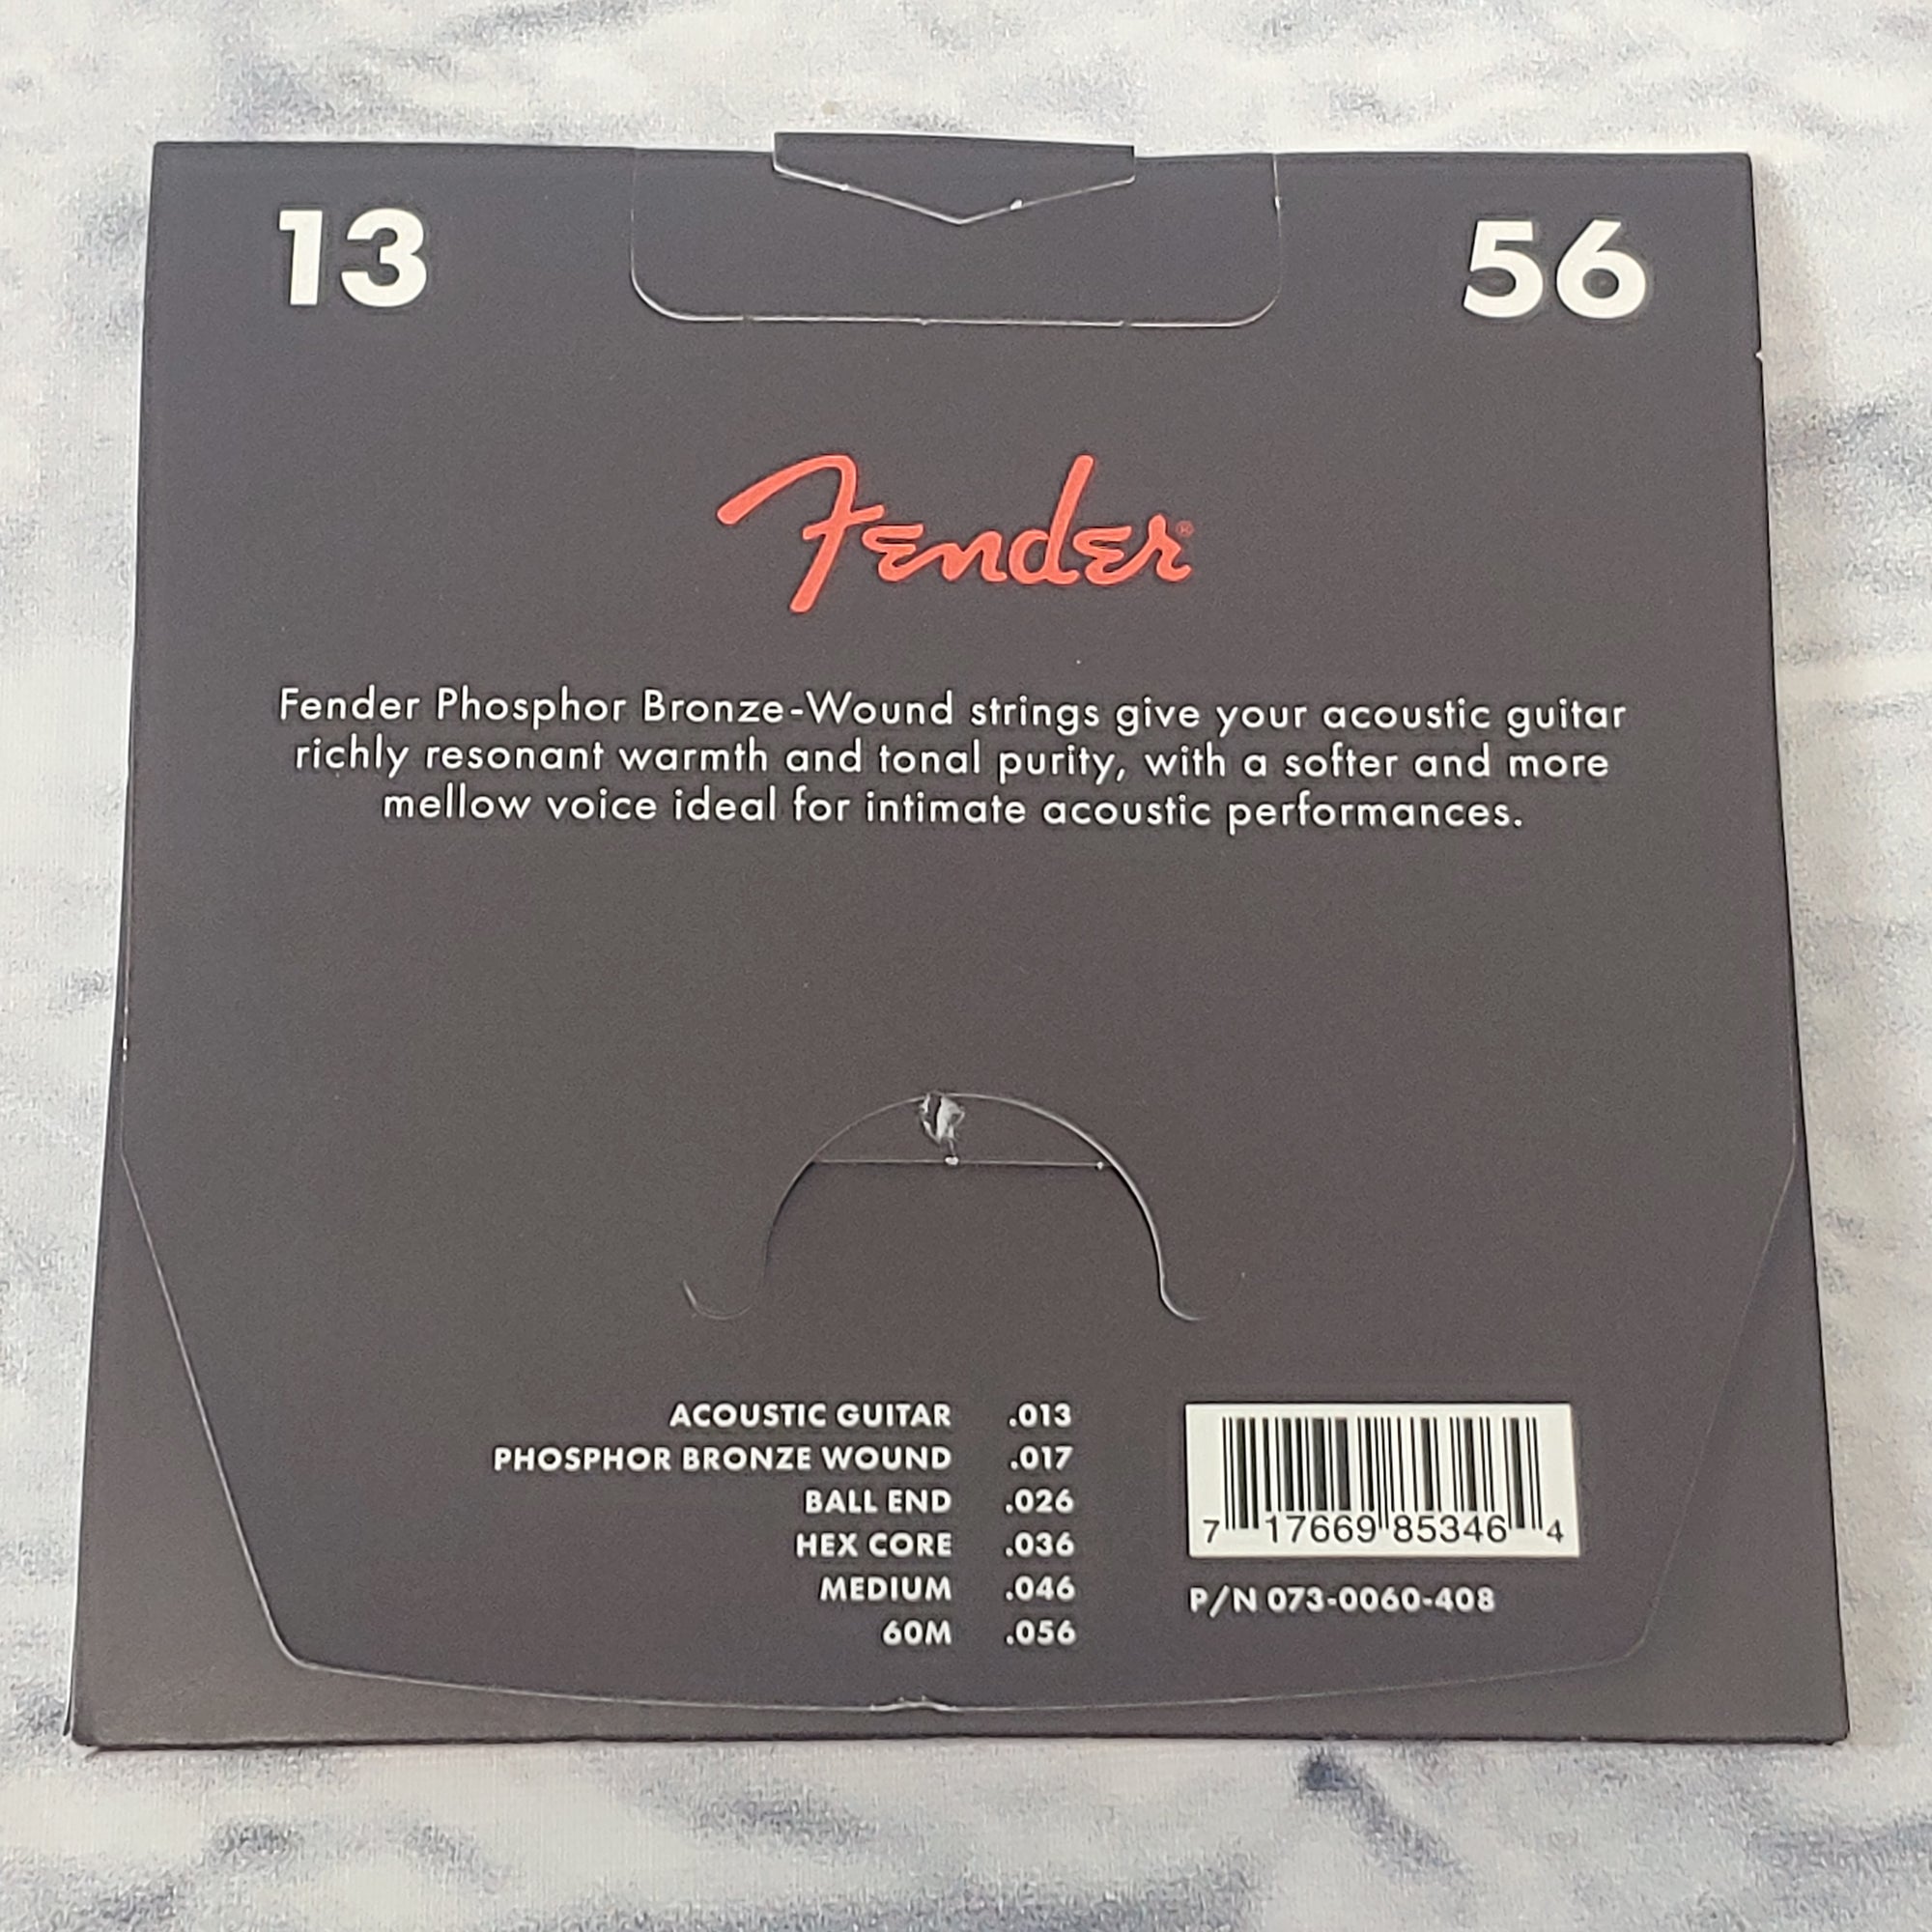 13
56
Fender®
Fender Phosphor Bronze-Wound strings give your acoustic guitar
richly resonant warmth and tonal purity, with a softer and more
mellow voice ideal for intimate acoustic performances.
ACOUSTIC GUITAR .013
PHOSPHOR BRONZE WOUND .017
BALL END .026
HEX CORE .036
MEDIUM .046
60M .056
7 17669 85346 4
P/N 073-0060-408